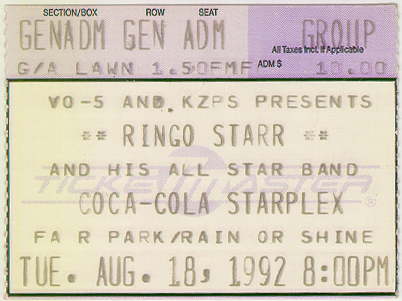 SECTION/BOX ROW SEAT
GENADM GEN ADM GROUP
All Taxes Incl. if Applicable
G/A LAWN 1.50FMF ADM $ 10.00
VO-5 AND KZPS PRESENTS
** RINGO STARR **
AND HIS ALL STAR BAND
TICKETMASTER ®
COCA-COLA STARPLEX
FA R PARK/RAIN OR SHINE
TUE. AUG. 18, 1992 8:00PM